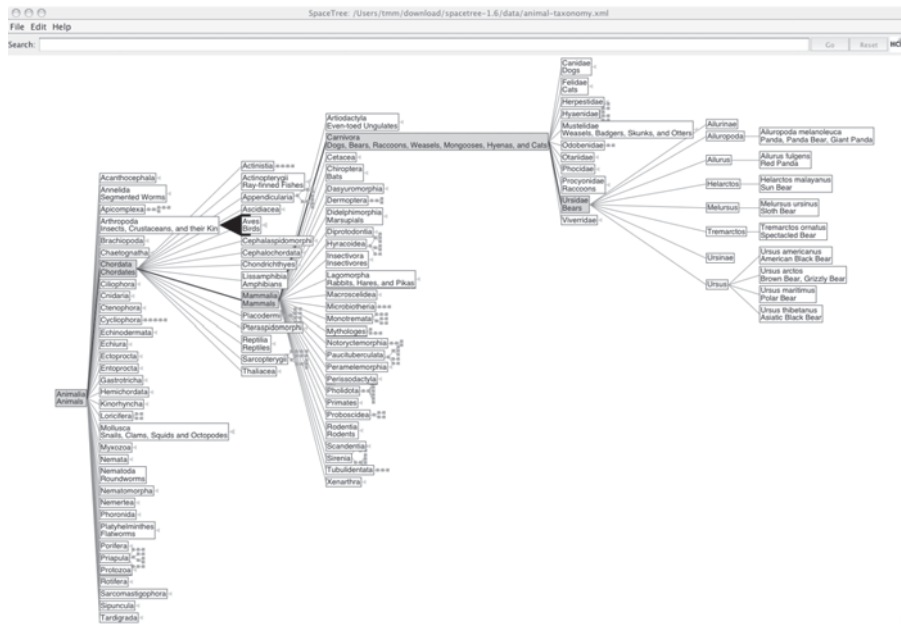 SpaceTree: /Users/tmm/download/spacetree-1.6/data/animal-taxonomy.xml
File Edit Help
Search:
Go
Reset
Animalia
Animals
Acanthocephala
Annelida
Segmented Worms
Apicomplexa
Arthropoda
Insects, Crustaceans, and their Kin
Brachiopoda
Chaetognatha
Chordata
Chordates
Ciliophora
Cnidaria
Ctenophora
Cycliophora
Echinodermata
Echiura
Ectoprocta
Entoprocta
Gastrotricha
Hemichordata
Kinorhyncha
Loricifera
Mollusca
Snails, Clams, Squids and Octopodes
Myxozoa
Nemata
Nematoda
Roundworms
Nematomorpha
Nemertea
Phoronida
Platyhelminthes
Flatworms
Porifera
Priapula
Protozoa
Rotifera
Sarcomastigophora
Sipuncula
Tardigrada
Actinistia
Actinopterygii
Ray-finned Fishes
Appendicularia
Ascidiacea
Aves
Birds
Cephalaspidomorphi
Cephalochordata
Chondrichthyes
Lissamphibia
Amphibians
Mammalia
Mammals
Placodermi
Pteraspidomorphi
Reptilia
Reptiles
Sarcopterygii
Thaliacea
Artiodactyla
Even-toed Ungulates
Carnivora
Dogs, Bears, Raccoons, Weasels, Mongooses, Hyenas, and Cats
Cetacea
Chiroptera
Bats
Dasyuromorphia
Dermoptera
Didelphimorphia
Marsupials
Diprotodontia
Hyracoidea
Insectivora
Insectivores
Lagomorpha
Rabbits, Hares, and Pikas
Macroscelidea
Microbiotheria
Monotremata
Mythologes
Notoryctemorphia
Paucituberculata
Peramelemorphia
Perissodactyla
Pholidota
Primates
Proboscidea
Rodentia
Rodents
Scandentia
Sirenia
Tubulidentata
Xenarthra
Canidae
Dogs
Felidae
Cats
Herpestidae
Hyaenidae
Mustelidae
Weasels, Badgers, Skunks, and Otters
Odobenidae
Otariidae
Phocidae
Procyonidae
Raccoons
Ursidae
Bears
Viverridae
Ailurinae
Ailuropoda
Ailurus
Helarctos
Melursus
Tremarctos
Ursinae
Ursus
Ailuropoda melanoleuca
Panda, Panda Bear, Giant Panda
Ailurus fulgens
Red Panda
Helarctos malayanus
Sun Bear
Melursus ursinus
Sloth Bear
Tremarctos ornatus
Spectacled Bear
Ursus americanus
American Black Bear
Ursus arctos
Brown Bear, Grizzly Bear
Ursus maritimus
Polar Bear
Ursus thibetanus
Asiatic Black Bear